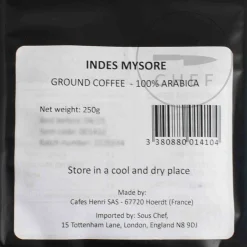 INDES MYSORE
GROUND COFFEE - 100% ARABICA
CHEF
Net weight: 250g
3 380880 014104
Store in a cool and dry place
Made by:
Cafes Henri SAS - 67720 Hoerdt (France)
Imported by: Sous Chef,
15 Tottenham Lane, London, England N8 9DJ